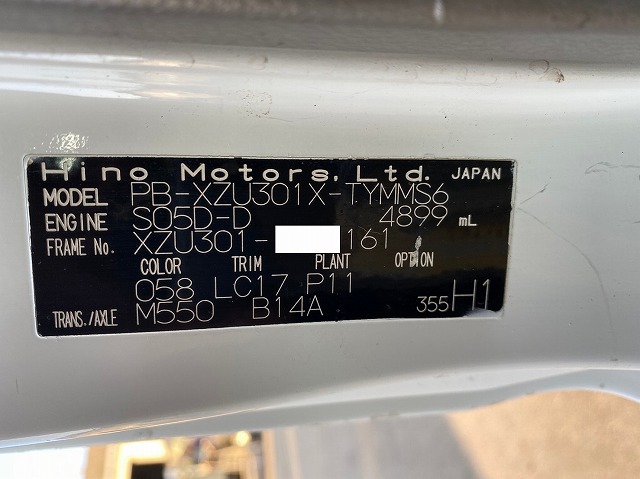 Hino Motors, Ltd. JAPAN
MODEL PB-XZU301X-TYMMS6
ENGINE S05D-D 4899 mL
FRAME No. XZU301- 161
COLOR TRIM PLANT OPTION
058 LC17 P11
TRANS./AXLE M550 B14A 355 H1